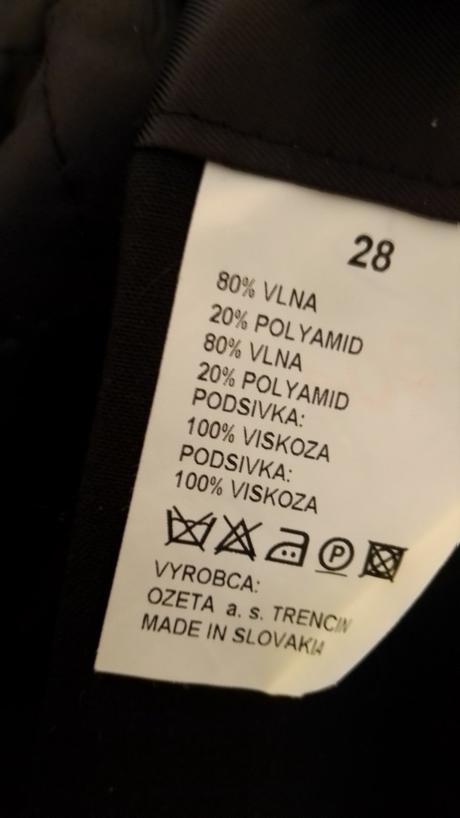 28
80% VLNA
20% POLYAMID
80% VLNA
20% POLYAMID
PODSIVKA:
100% VISKOZA
PODSIVKA:
100% VISKOZA
P
VYROBCA:
OZETA a. s. TRENCIN
MADE IN SLOVAKIA